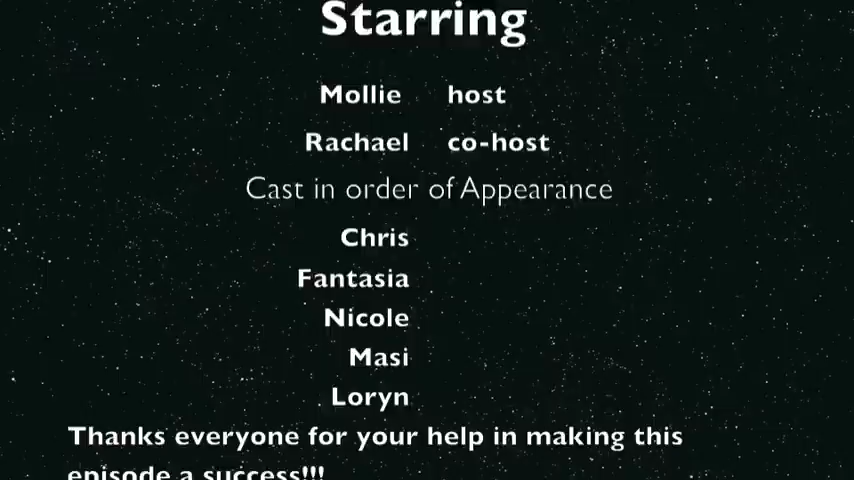 Starring
Mollie host
Rachael co-host
Cast in order of Appearance
Chris
Fantasia
Nicole
Masi
Loryn
Thanks everyone for your help in making this
episode a success!!!